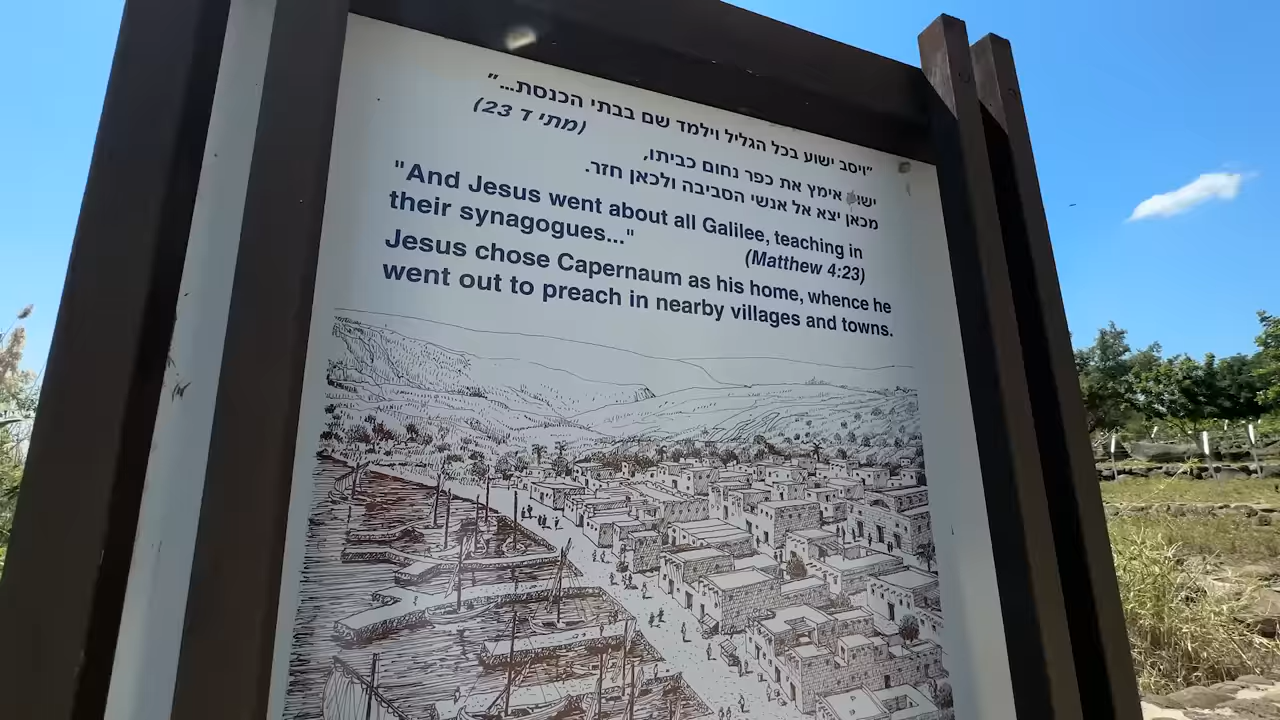 "ויסב ישוע בכל הגליל וילמד שם בבתי הכנסת..."
(מתי ד 23)
ישוע אימץ את כפר נחום כביתו,
מכאן יצא אל אנשי הסביבה ולכאן חזר.
"And Jesus went about all Galilee, teaching in
their synagogues..."
(Matthew 4:23)
Jesus chose Capernaum as his home, whence he
went out to preach in nearby villages and towns.